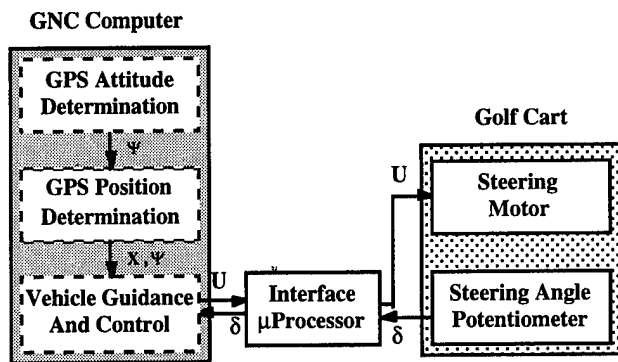 GNC Computer
GPS Attitude
Determination
Ψ
GPS Position
Determination
X, Ψ
Vehicle Guidance
And Control
U
δ
Interface
μProcessor
Golf Cart
U
Steering
Motor
δ
Steering Angle
Potentiometer